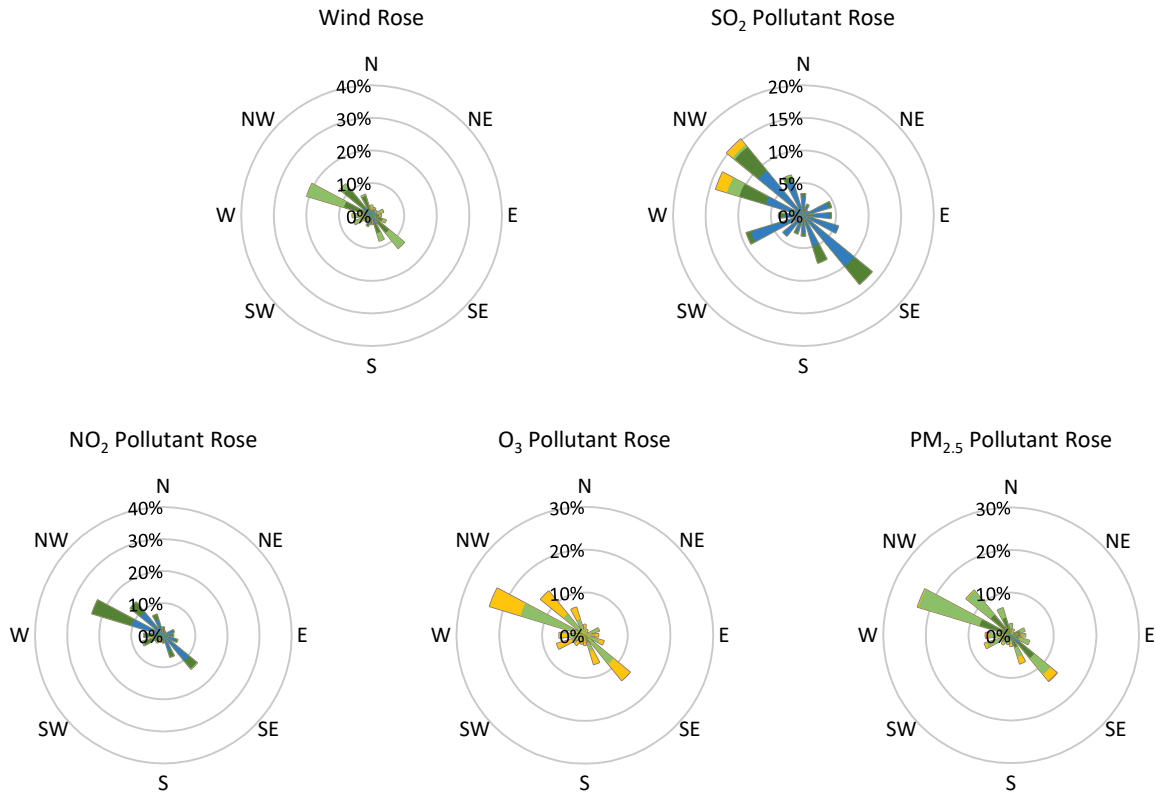 Wind Rose
SO2 Pollutant Rose
N
N
40%
20%
NW
NE
NW
NE
30%
15%
20%
10%
10%
5%
W
0%
E
W
0%
E
SW
SE
SW
SE
S
S
NO2 Pollutant Rose
O3 Pollutant Rose
PM2.5 Pollutant Rose
N
N
N
40%
30%
30%
NW
NE
NW
NE
NW
NE
30%
20%
20%
20%
10%
10%
10%
W
0%
E
W
0%
E
W
0%
E
SW
SE
SW
SE
SW
SE
S
S
S